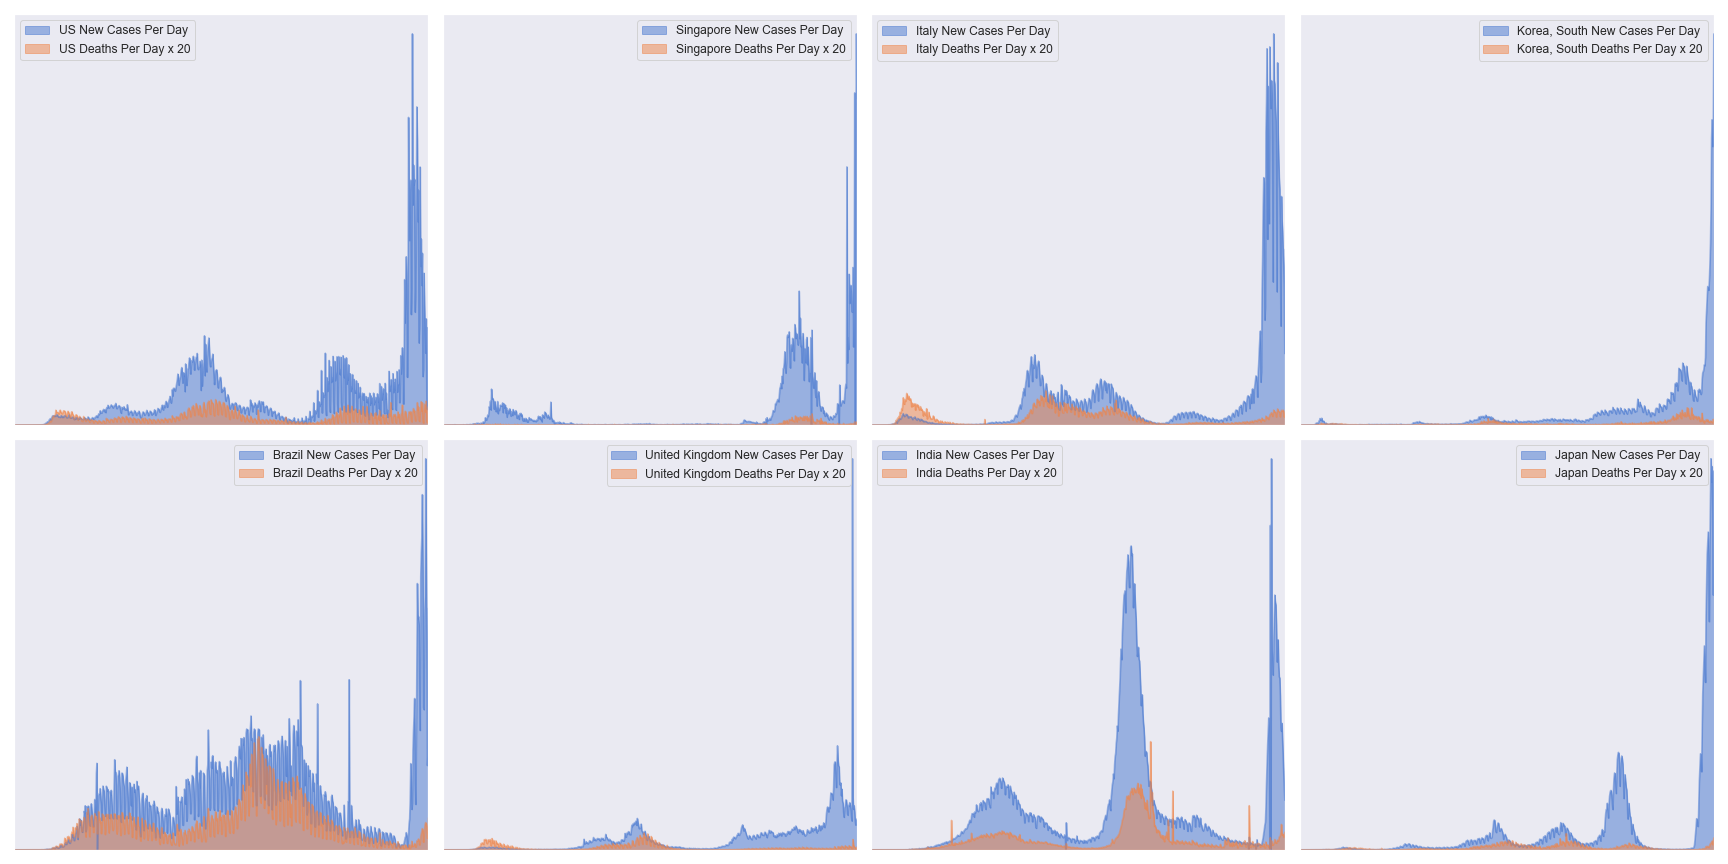 US New Cases Per Day
US Deaths Per Day x 20
Singapore New Cases Per Day
Singapore Deaths Per Day x 20
Italy New Cases Per Day
Italy Deaths Per Day x 20
Korea, South New Cases Per Day
Korea, South Deaths Per Day x 20
Brazil New Cases Per Day
Brazil Deaths Per Day x 20
United Kingdom New Cases Per Day
United Kingdom Deaths Per Day x 20
India New Cases Per Day
India Deaths Per Day x 20
Japan New Cases Per Day
Japan Deaths Per Day x 20